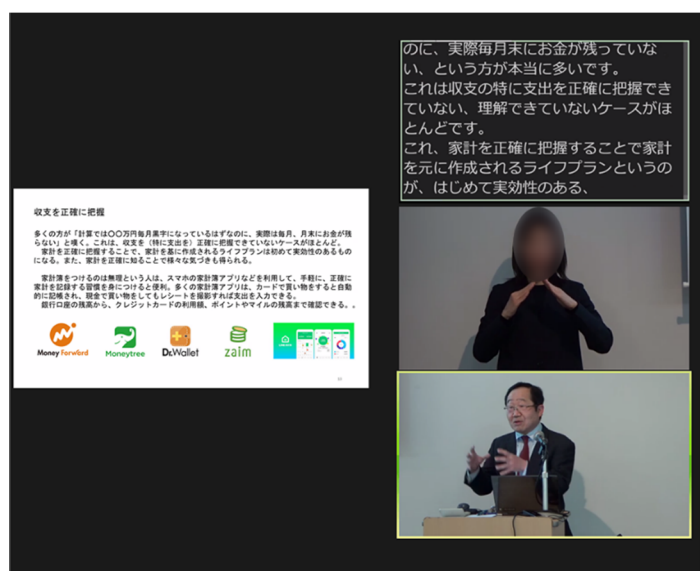 収支を正確に把握
多くの方が「計算では〇〇万円毎月黒字になっているはずなのに、実際は毎月、月末にお金が残
らない」と嘆く。これは、収支を（特に支出を）正確に把握できていないケースがほとんど。
家計を正確に把握することで、家計を基に作成されるライフプランは初めて実効性のあるもの
になる。また、家計を正確に知ることで様々な気づきも得られる。
家計簿をつけるのは無理という人は、スマホの家計簿アプリなどを利用して、手軽に、正確に
家計を記録する習慣を身につけると便利。多くの家計簿アプリは、カードで買い物をすると自動
的に記帳され、現金で買い物をしてもレシートを撮影すれば支出を入力できる。
銀行口座の残高から、クレジットカードの利用額、ポイントやマイルの残高まで確認できる。。
Money Forward
Moneytree
Dr.Wallet
zaim
のに、実際毎月末にお金が残っていな
い、という方が本当に多いです。
これは収支の特に支出を正確に把握でき
ていない、理解できていないケースがほ
とんどです。
これ、家計を正確に把握することで家計
を元に作成されるライフプランというの
が、はじめて実効性のある、